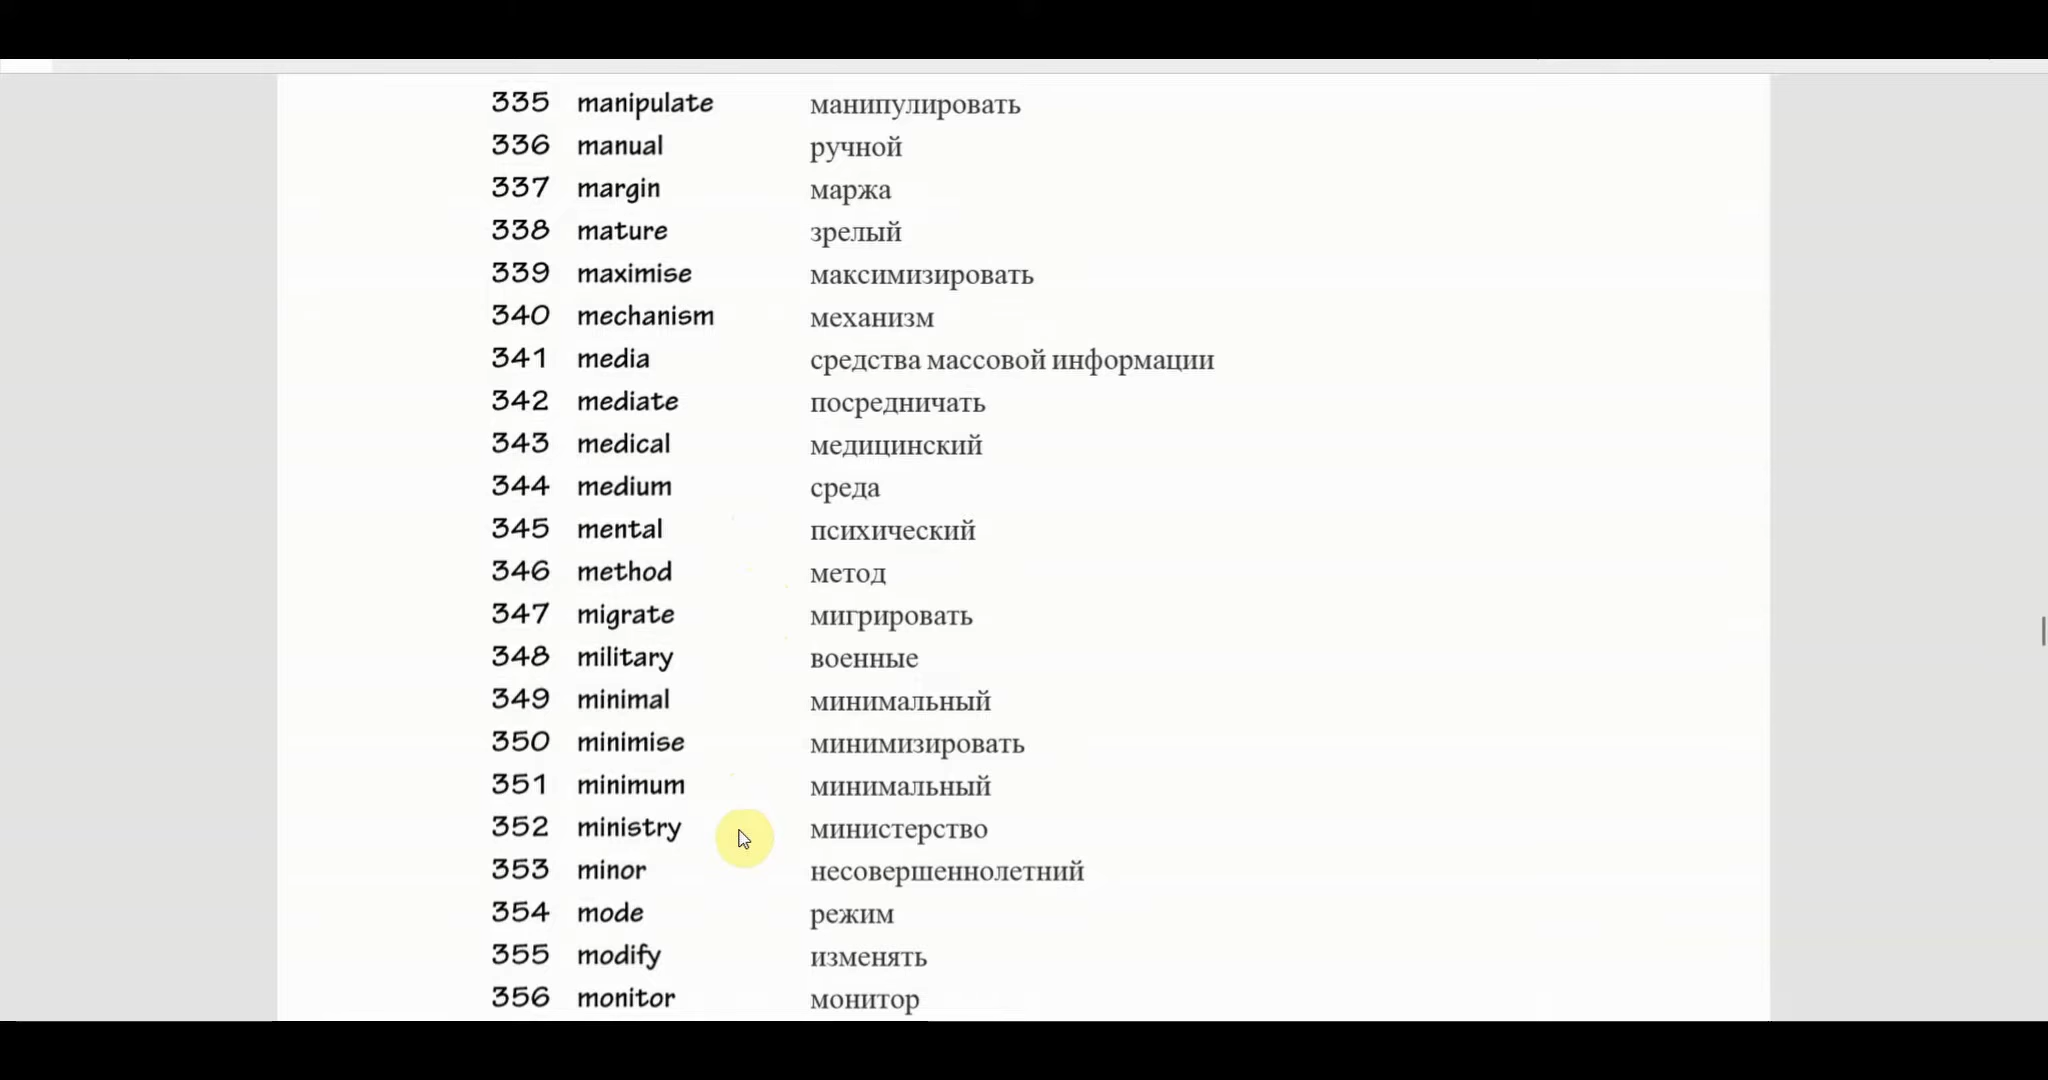 335 manipulate манипулировать
336 manual ручной
337 margin маржа
338 mature зрелый
339 maximise максимизировать
340 mechanism механизм
341 media средства массовой информации
342 mediate посредничать
343 medical медицинский
344 medium среда
345 mental психический
346 method метод
347 migrate мигрировать
348 military военные
349 minimal минимальный
350 minimise минимизировать
351 minimum минимальный
352 ministry министерство
353 minor несовершеннолетний
354 mode режим
355 modify изменять
356 monitor монитор